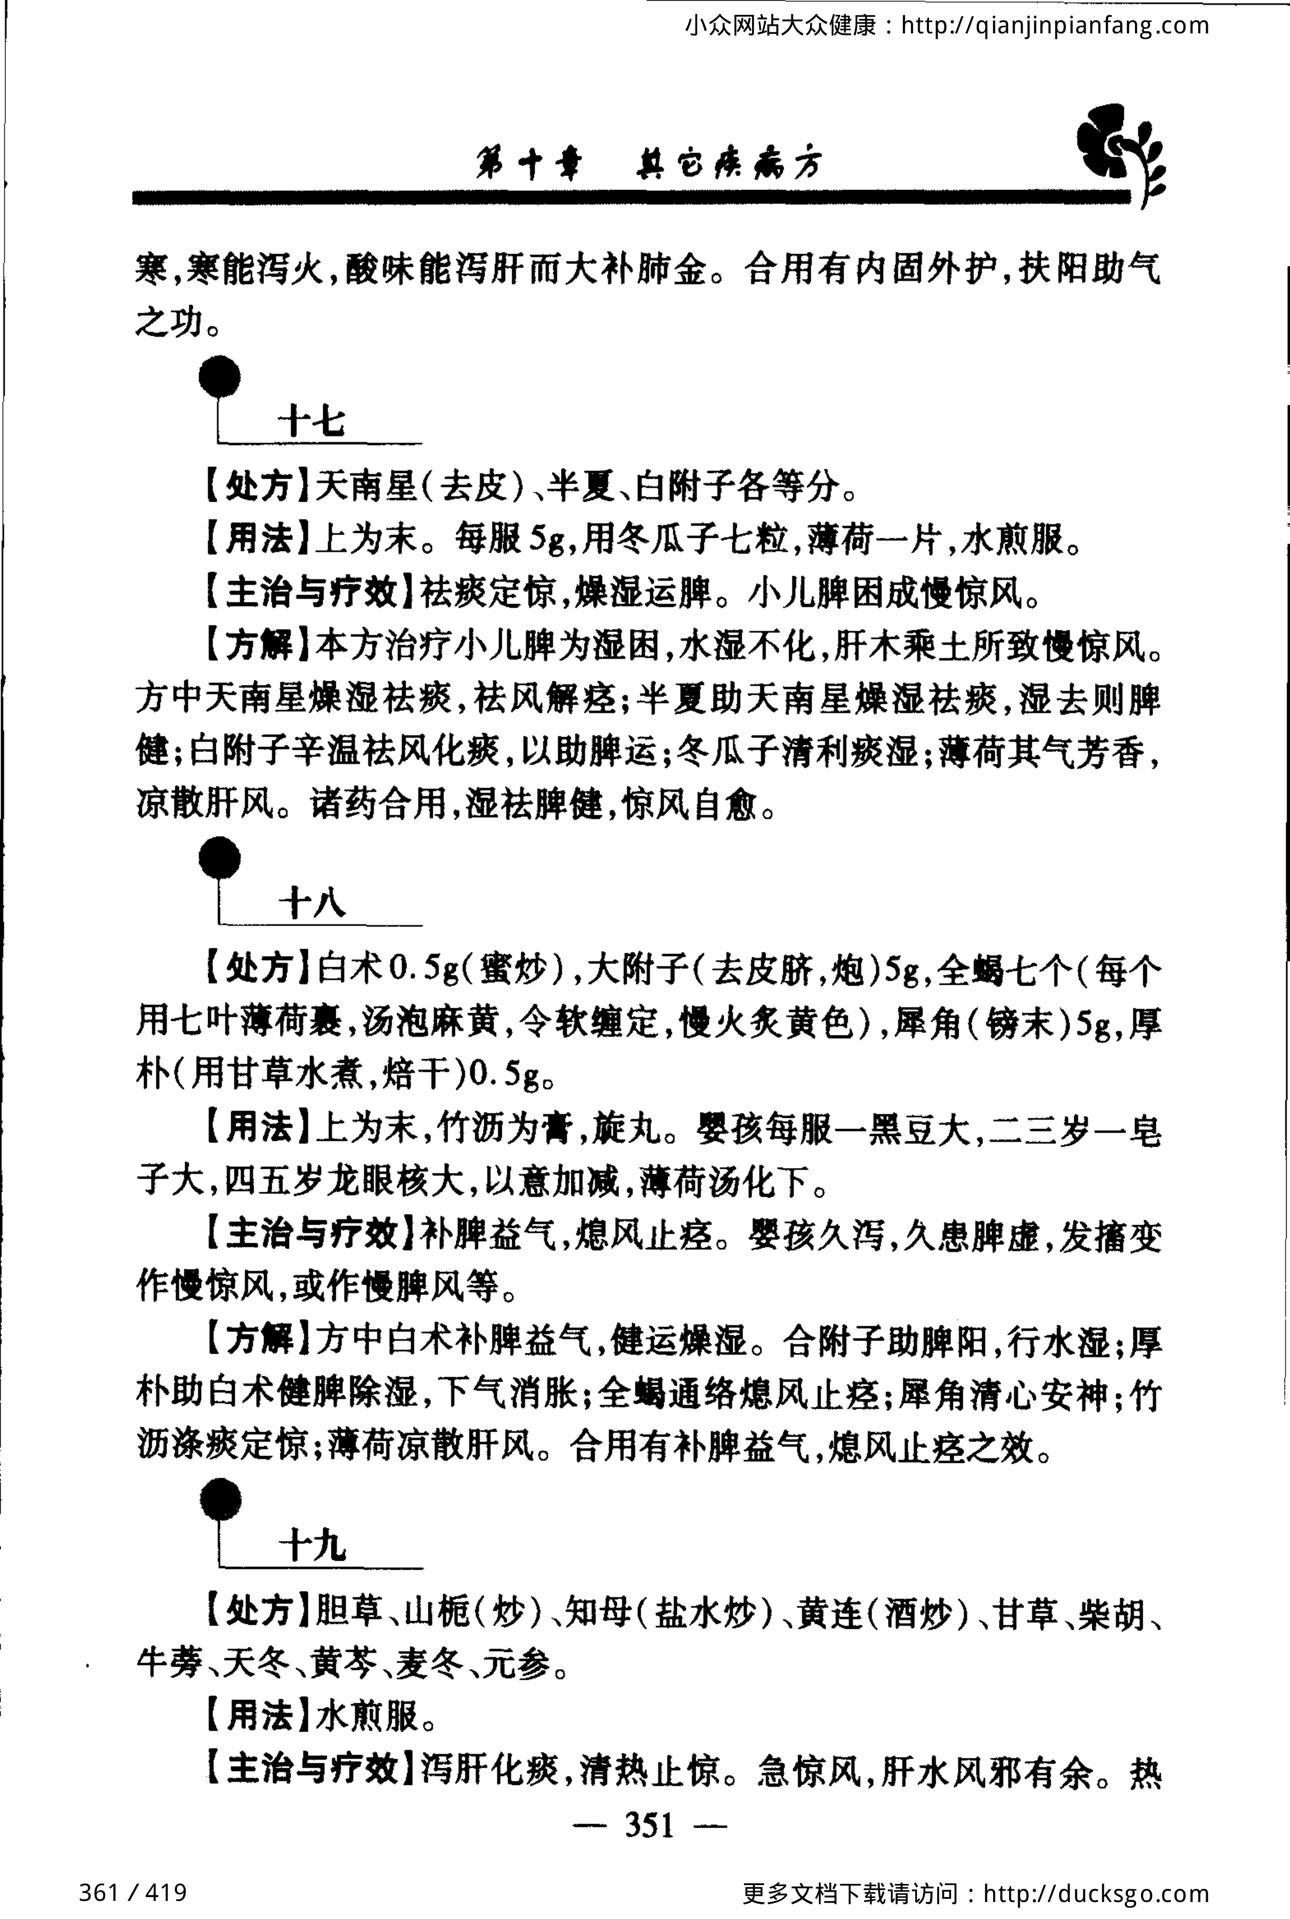 小众网站大众健康：http://qianjinpianfang.com
第十章 其它疾病方
寒,寒能泻火,酸味能泻肝而大补肺金。合用有内固外护,扶阳助气
之功。
十七
【处方】天南星(去皮)、半夏、白附子各等分。
【用法】上为末。每服5g,用冬瓜子七粒,薄荷一片,水煎服。
【主治与疗效】祛痰定惊,燥湿运脾。小儿脾困成慢惊风。
【方解】本方治疗小儿脾为湿困,水湿不化,肝木乘土所致慢惊风。
方中天南星燥湿祛痰,祛风解痉;半夏助天南星燥湿祛痰,湿去则脾
健;白附子辛温祛风化痰,以助脾运;冬瓜子清利痰湿;薄荷其气芳香,
凉散肝风。诸药合用,湿祛脾健,惊风自愈。
十八
【处方】白术0.5g(蜜炒),大附子(去皮脐,炮)5g,全蝎七个(每个
用七叶薄荷裹,汤泡麻黄,令软缠定,慢火炙黄色),犀角(镑末)5g,厚
朴(用甘草水煮,焙干)0.5g。
【用法】上为末,竹沥为膏,旋丸。婴孩每服一黑豆大,二三岁一皂
子大,四五岁龙眼核大,以意加减,薄荷汤化下。
【主治与疗效】补脾益气,熄风止痉。婴孩久泻,久患脾虚,发搐变
作慢惊风,或作慢脾风等。
【方解】方中白术补脾益气,健运燥湿。合附子助脾阳,行水湿;厚
朴助白术健脾除湿,下气消胀;全蝎通络熄风止痉;犀角清心安神;竹
沥涤痰定惊;薄荷凉散肝风。合用有补脾益气,熄风止痉之效。
十九
【处方】胆草、山栀(炒)、知母(盐水炒)、黄连(酒炒)、甘草、柴胡、
牛蒡、天冬、黄芩、麦冬、元参。
【用法】水煎服。
【主治与疗效】泻肝化痰,清热止惊。急惊风,肝水风邪有余。热
— 351 —
361 / 419
更多文档下载请访问：http://ducksgo.com